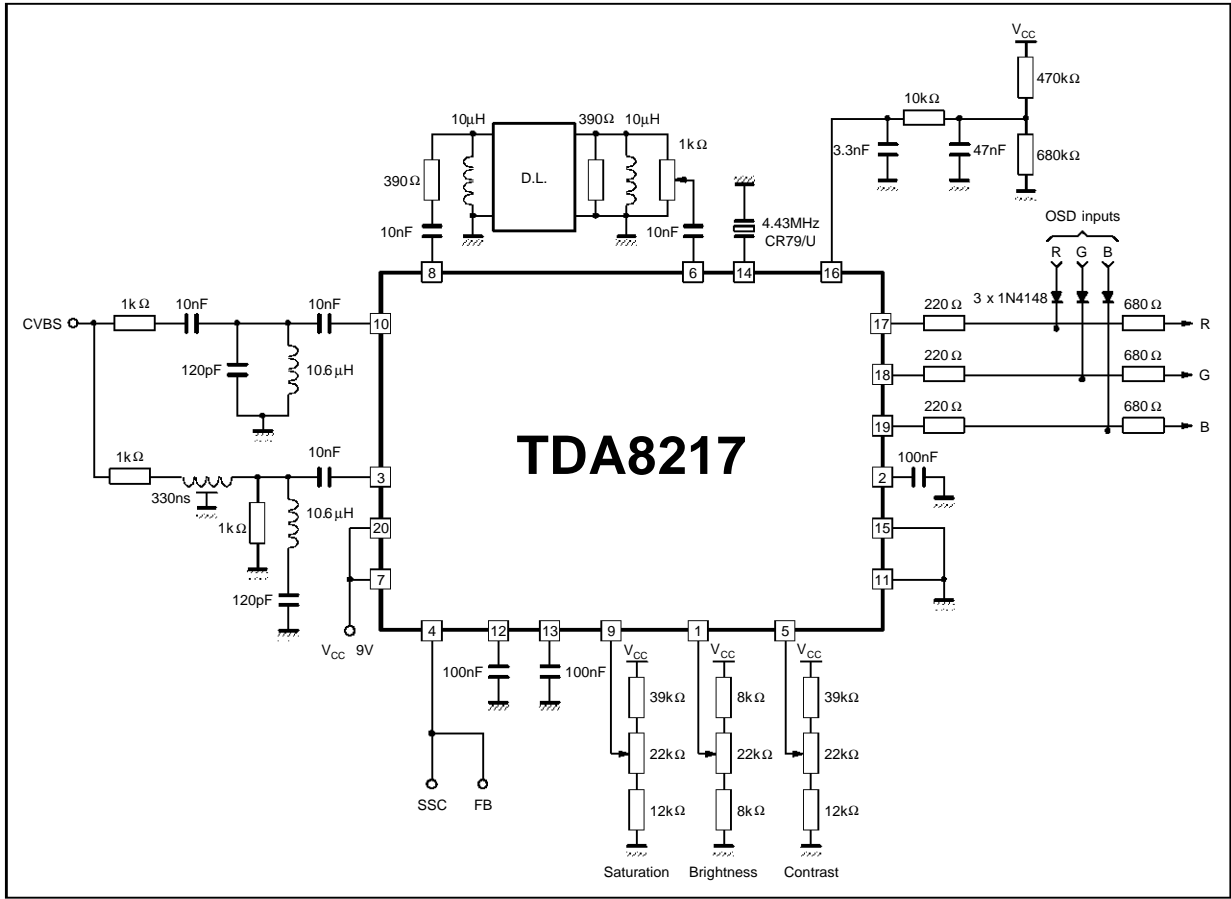 VCC
470kΩ
10kΩ
3.3nF
47nF
680kΩ
10µH
390Ω
10µH
1kΩ
390Ω
D.L.
10nF
10nF
4.43MHz
CR79/U
OSD inputs
R G B
8
6
14
16
3 x 1N4148
CVBS
1kΩ
10nF
10nF
10
120pF
10.6µH
17
220Ω
680Ω
R
18
220Ω
680Ω
G
19
220Ω
680Ω
B
TDA8217
1kΩ
330ns
10nF
3
1kΩ
10.6µH
120pF
20
7
VCC 9V
2
100nF
15
11
4
12
13
9
1
5
100nF
100nF
VCC
VCC
VCC
39kΩ
8kΩ
39kΩ
22kΩ
22kΩ
22kΩ
12kΩ
8kΩ
12kΩ
SSC
FB
Saturation
Brightness
Contrast